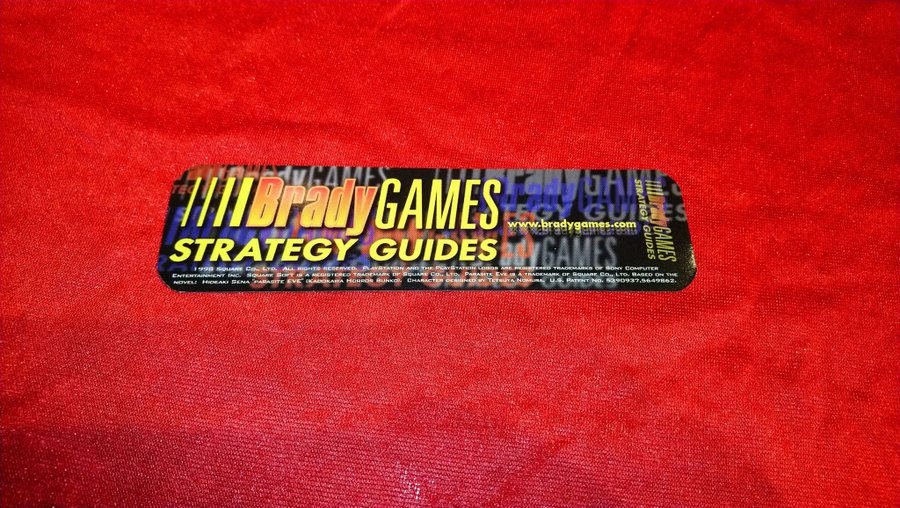 BradyGAMES
STRATEGY GUIDES
www.bradygames.com
BradyGAMES
STRATEGY GUIDES
1998 Square Co., Ltd. All rights reserved. PlayStation and the PlayStation logos are registered trademarks of Sony Computer
Entertainment Inc. Square Soft is a registered trademark of Square Co., Ltd. Parasite Eve is a trademark of Square Co., Ltd. Based on the
novel: Hideaki Sena "parasite EVE" (Kadokawa Horros Bunko). Character designed by Tetsuya Nomura. U.S. Patent No. 5390937,5649862.